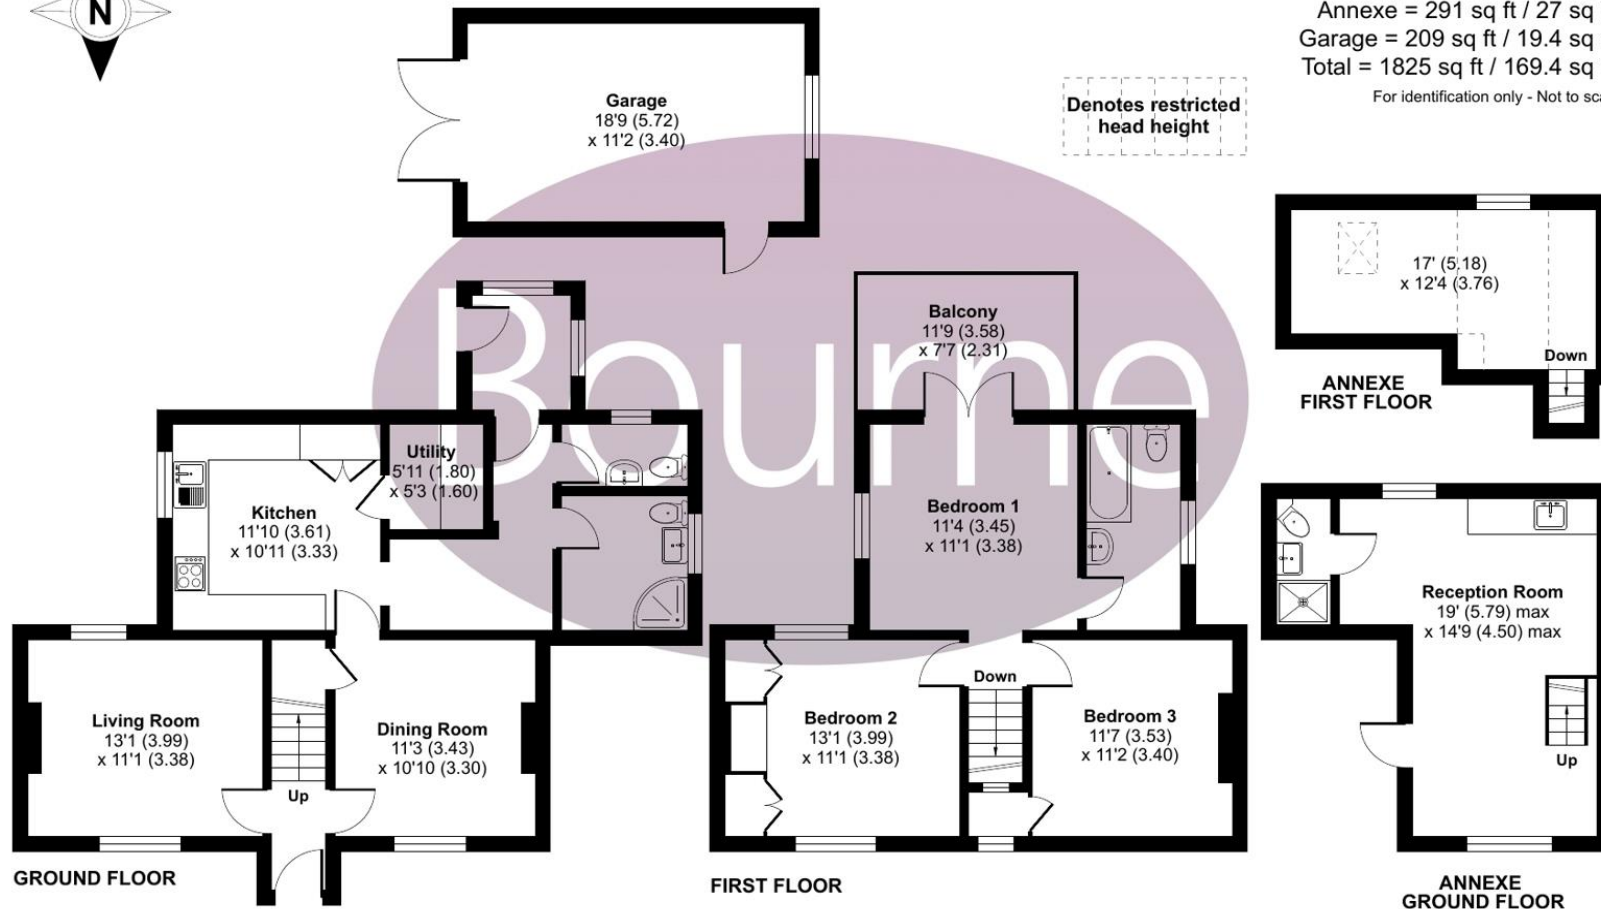 N
Annexe = 291 sq ft / 27 sq
Garage = 209 sq ft / 19.4 sq
Total = 1825 sq ft / 169.4 sq
For identification only - Not to sca
Denotes restricted
head height
Garage
18'9 (5.72)
x 11'2 (3.40)
Bourne
Balcony
11'9 (3.58)
x 7'7 (2.31)
17' (5.18)
x 12'4 (3.76)
Down
ANNEXE
FIRST FLOOR
Utility
5'11 (1.80)
x 5'3 (1.60)
Kitchen
11'10 (3.61)
x 10'11 (3.33)
Bedroom 1
11'4 (3.45)
x 11'1 (3.38)
Reception Room
19' (5.79) max
x 14'9 (4.50) max
Up
Living Room
13'1 (3.99)
x 11'1 (3.38)
Up
Dining Room
11'3 (3.43)
x 10'10 (3.30)
Bedroom 2
13'1 (3.99)
x 11'1 (3.38)
Down
Bedroom 3
11'7 (3.53)
x 11'2 (3.40)
GROUND FLOOR
FIRST FLOOR
ANNEXE
GROUND FLOOR